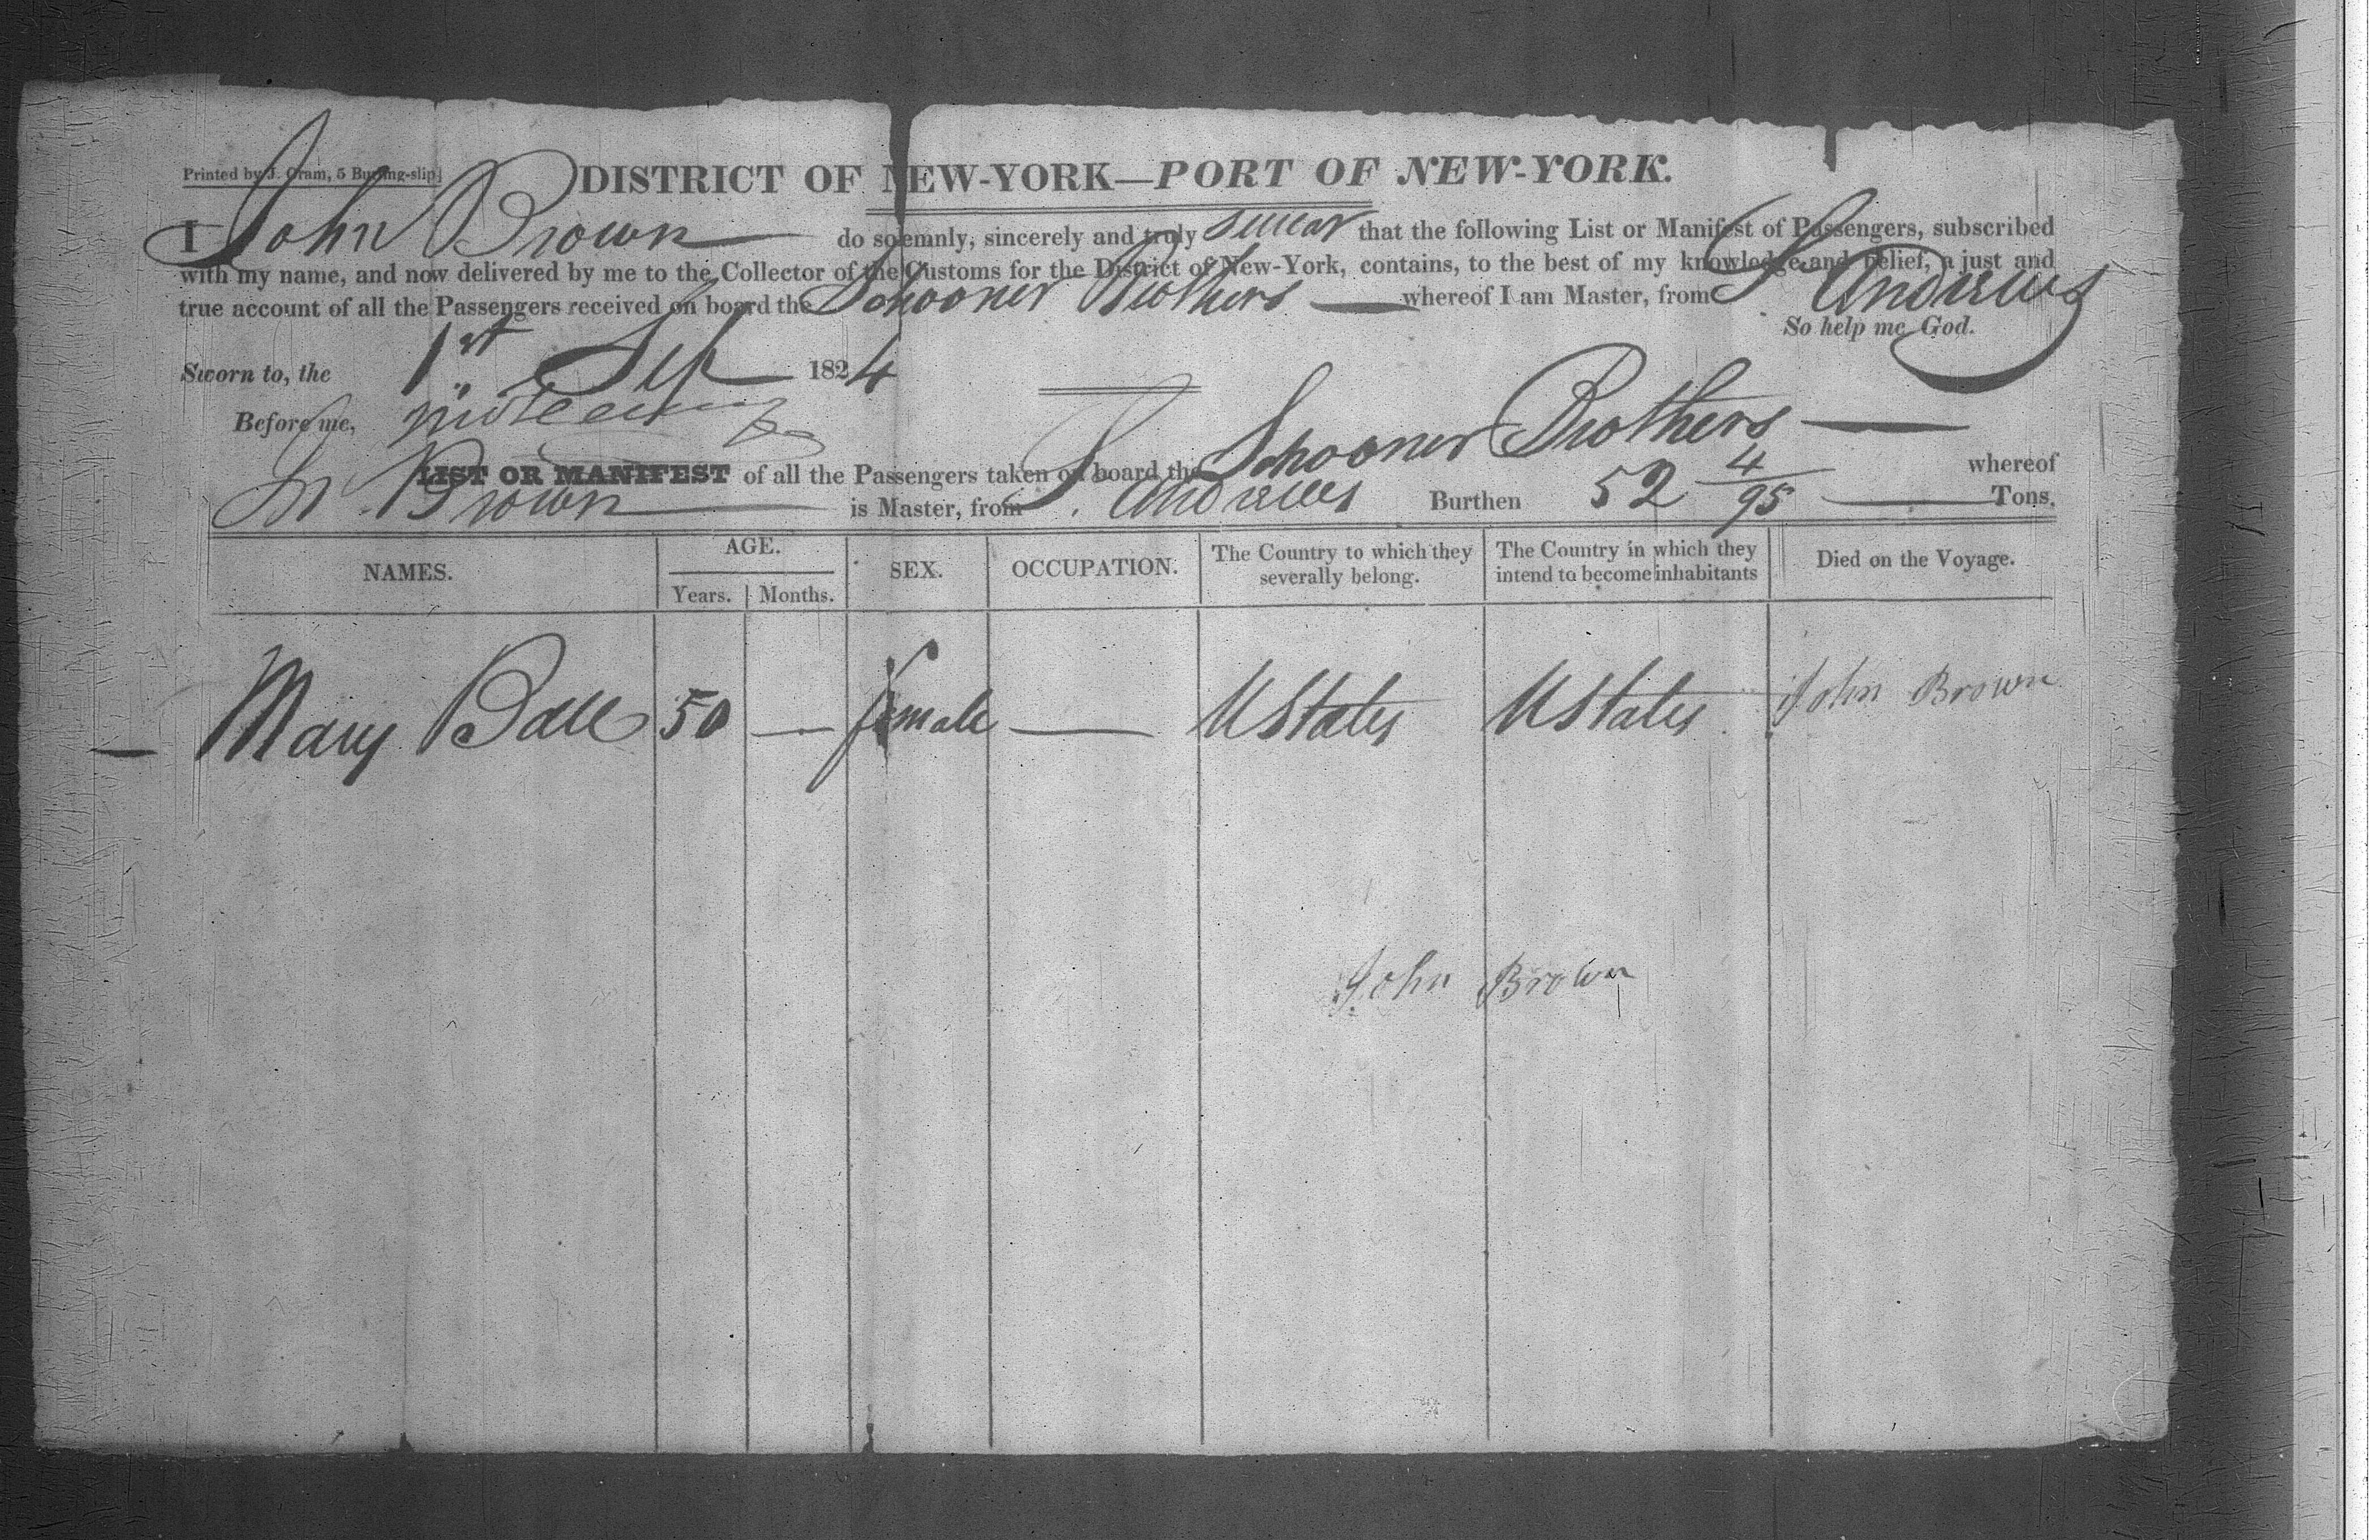 Printed by J. Oram, 5 Burling-slip]
DISTRICT OF NEW-YORK—PORT OF NEW-YORK.
I John Brown do solemnly, sincerely and truly swear that the following List or Manifest of Passengers, subscribed
with my name, and now delivered by me to the Collector of the Customs for the District of New-York, contains, to the best of my knowledge and belief, a just and
true account of all the Passengers received on board the Schooner Brothers whereof I am Master, from St Andrews
So help me God.
Sworn to, the 1st Sep 1824
Before me,
LIST OR MANIFEST of all the Passengers taken on board the Schooner Brothers whereof
Jn. Brown is Master, from St. Andrews Burthen 52 4/95 Tons.
NAMES. AGE. SEX. OCCUPATION. The Country to which they severally belong. The Country in which they intend to become inhabitants Died on the Voyage.
Years. Months.
Mary Ball 50 — female — UStates UStates John Brown
John Brown